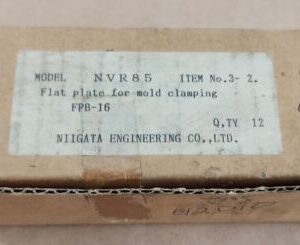 MODEL NVR85 ITEM No.3- 2.
Flat plate for mold clamping
FPB-16
Q,TY 12
NIIGATA ENGINEERING CO.,LTD.